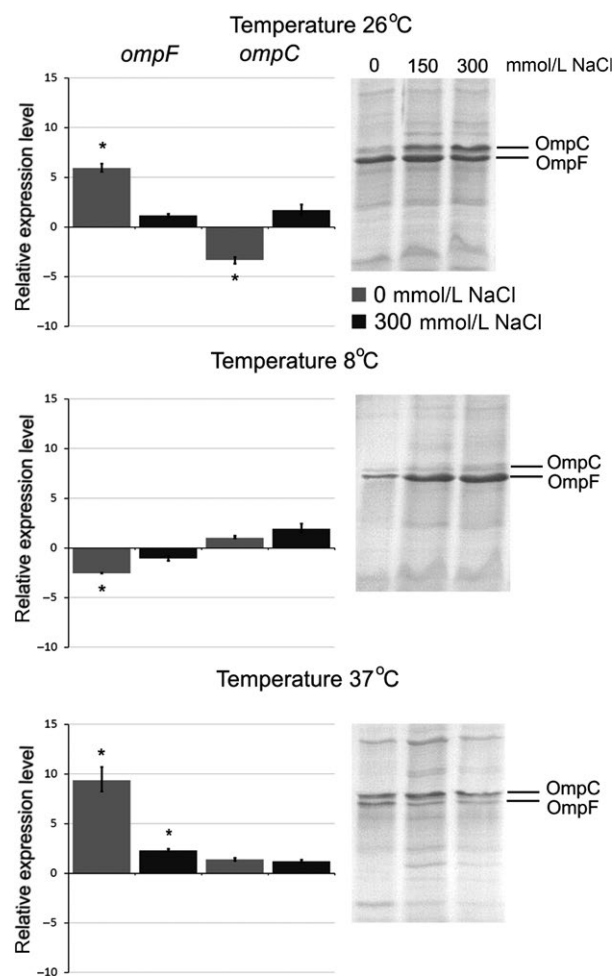 Temperature 26°C
ompF ompC
0 150 300 mmol/L NaCl
Relative expression level
15
10
5
0
–5
–10
*
*
OmpC
OmpF
0 mmol/L NaCl
300 mmol/L NaCl
Temperature 8°C
Relative expression level
15
10
5
0
–5
–10
*
OmpC
OmpF
Temperature 37°C
Relative expression level
15
10
5
0
–5
–10
*
*
OmpC
OmpF